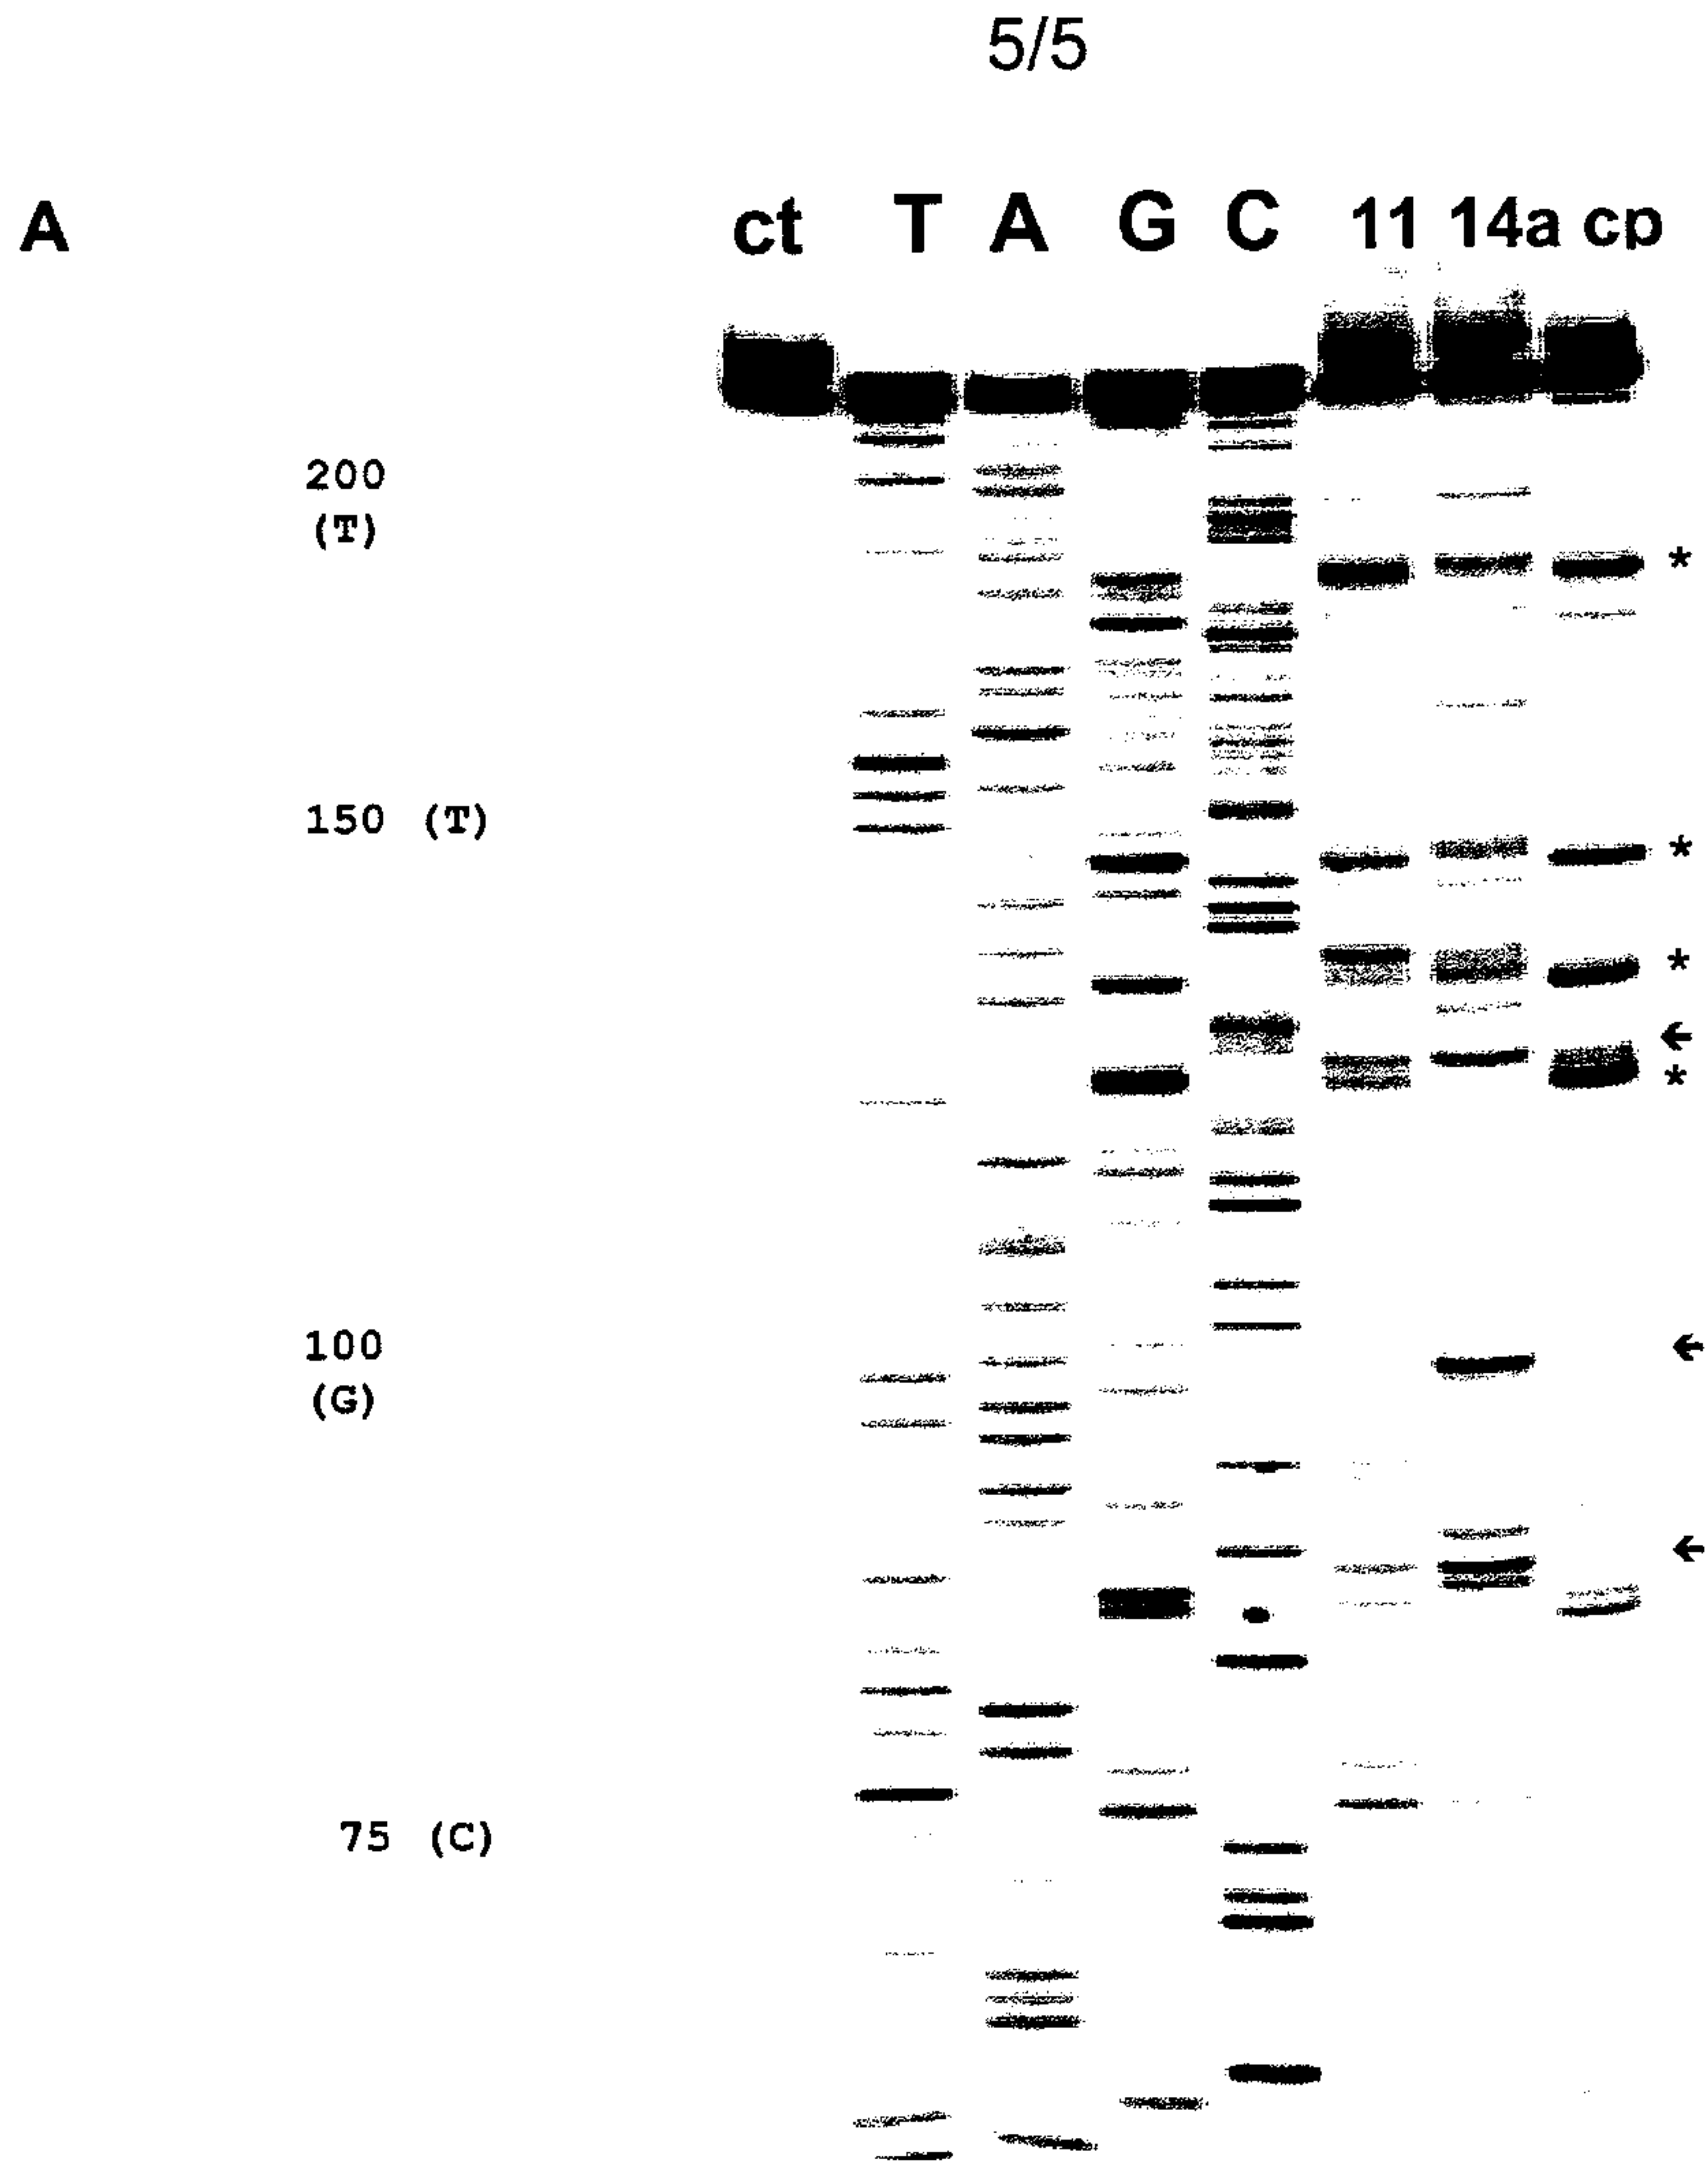 5/5
A
ct T A G C 11 14a cp
200
(T)
*
150 (T)
*
*
←
*
100
(G)
←
←
75 (C)